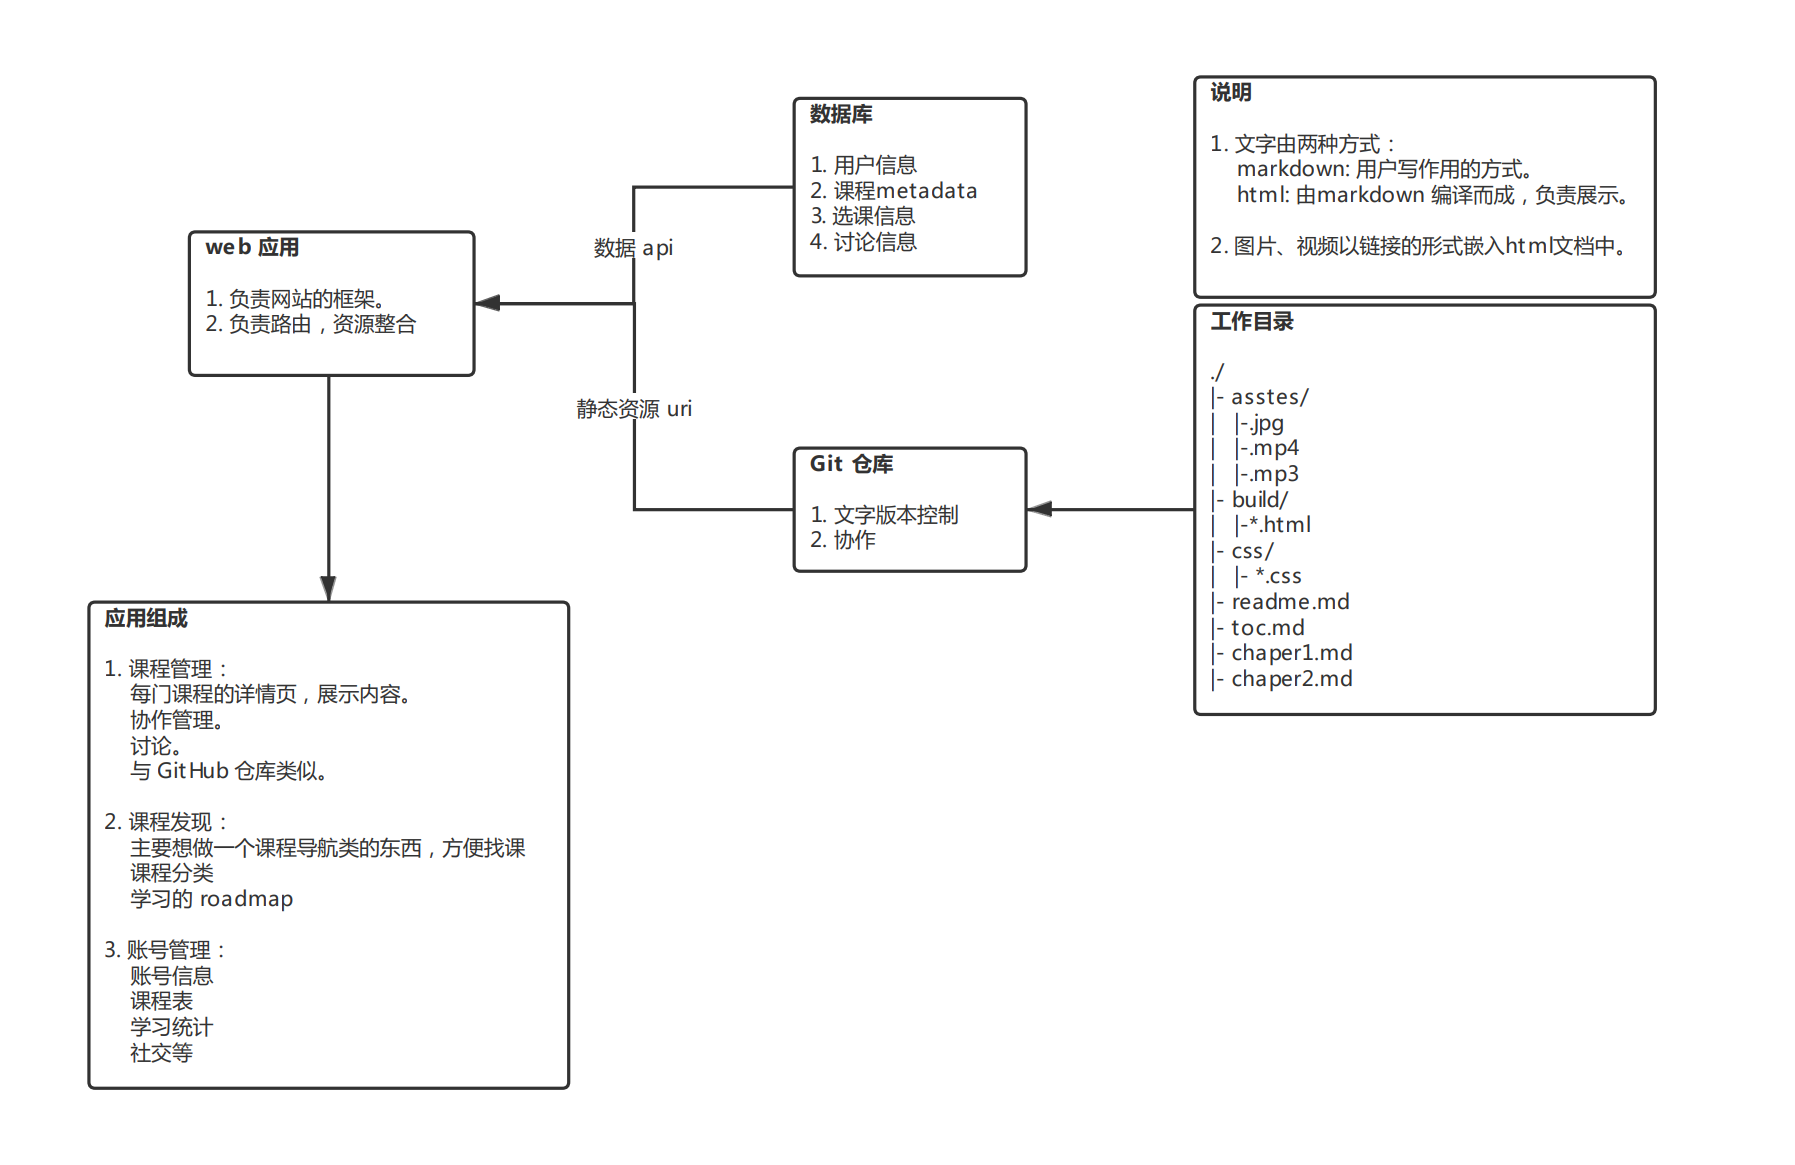 数据库
1. 用户信息
2. 课程metadata
3. 选课信息
4. 讨论信息
说明
1. 文字由两种方式：
markdown: 用户写作用的方式。
html: 由markdown 编译而成，负责展示。
2. 图片、视频以链接的形式嵌入html文档中。
web 应用
1. 负责网站的框架。
2. 负责路由，资源整合
数据 api
静态资源 uri
Git 仓库
1. 文字版本控制
2. 协作
工作目录
./
|- asstes/
|  |-.jpg
|  |-.mp4
|  |-.mp3
|- build/
|  |-*.html
|- css/
|  |- *.css
|- readme.md
|- toc.md
|- chaper1.md
|- chaper2.md
应用组成
1. 课程管理：
每门课程的详情页，展示内容。
协作管理。
讨论。
与 GitHub 仓库类似。
2. 课程发现：
主要想做一个课程导航类的东西，方便找课
课程分类
学习的 roadmap
3. 账号管理：
账号信息
课程表
学习统计
社交等